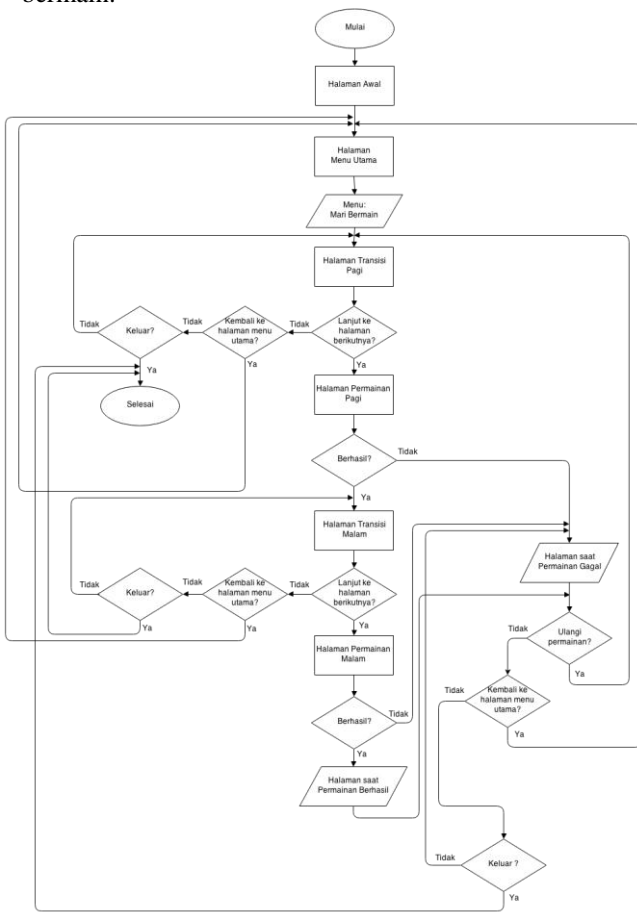 bermain.
Mulai
Halaman Awal
Halaman
Menu Utama
Menu:
Mari Bermain
Halaman Transisi
Pagi
Tidak
Keluar?
Tidak
Kembali ke
halaman menu
utama?
Tidak
Lanjut ke
halaman
berikutnya?
Ya
Ya
Ya
Selesai
Halaman Permainan
Pagi
Berhasil?
Tidak
Ya
Halaman Transisi
Malam
Halaman saat
Permainan Gagal
Tidak
Keluar?
Tidak
Kembali ke
halaman menu
utama?
Tidak
Lanjut ke
halaman
berikutnya?
Ya
Ya
Ya
Tidak
Ulangi
permainan?
Ya
Halaman Permainan
Malam
Tidak
Kembali ke
halaman menu
utama?
Ya
Berhasil?
Tidak
Ya
Halaman saat
Permainan Berhasil
Tidak
Keluar ?
Ya